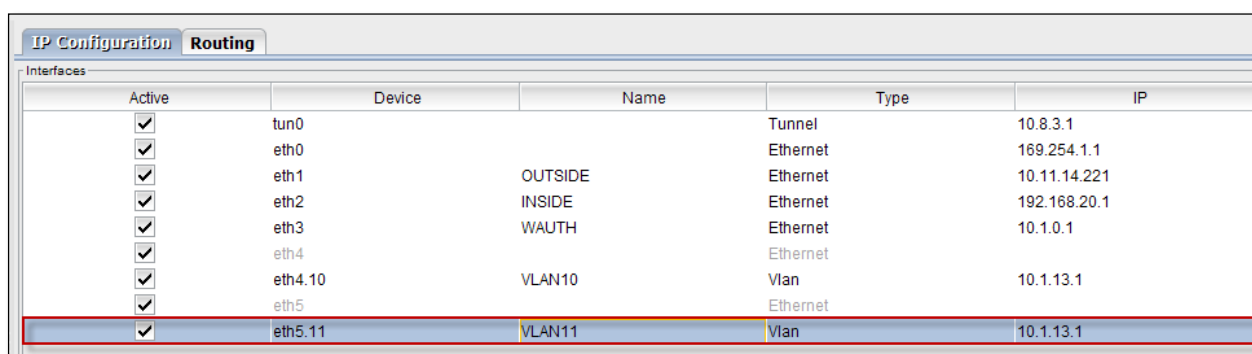 IP Configuration Routing
Interfaces
Active Device Name Type IP
tun0 Tunnel 10.8.3.1
eth0 Ethernet 169.254.1.1
eth1 OUTSIDE Ethernet 10.11.14.221
eth2 INSIDE Ethernet 192.168.20.1
eth3 WAUTH Ethernet 10.1.0.1
eth4 Ethernet
eth4.10 VLAN10 Vlan 10.1.13.1
eth5 Ethernet
eth5.11 VLAN11 Vlan 10.1.13.1